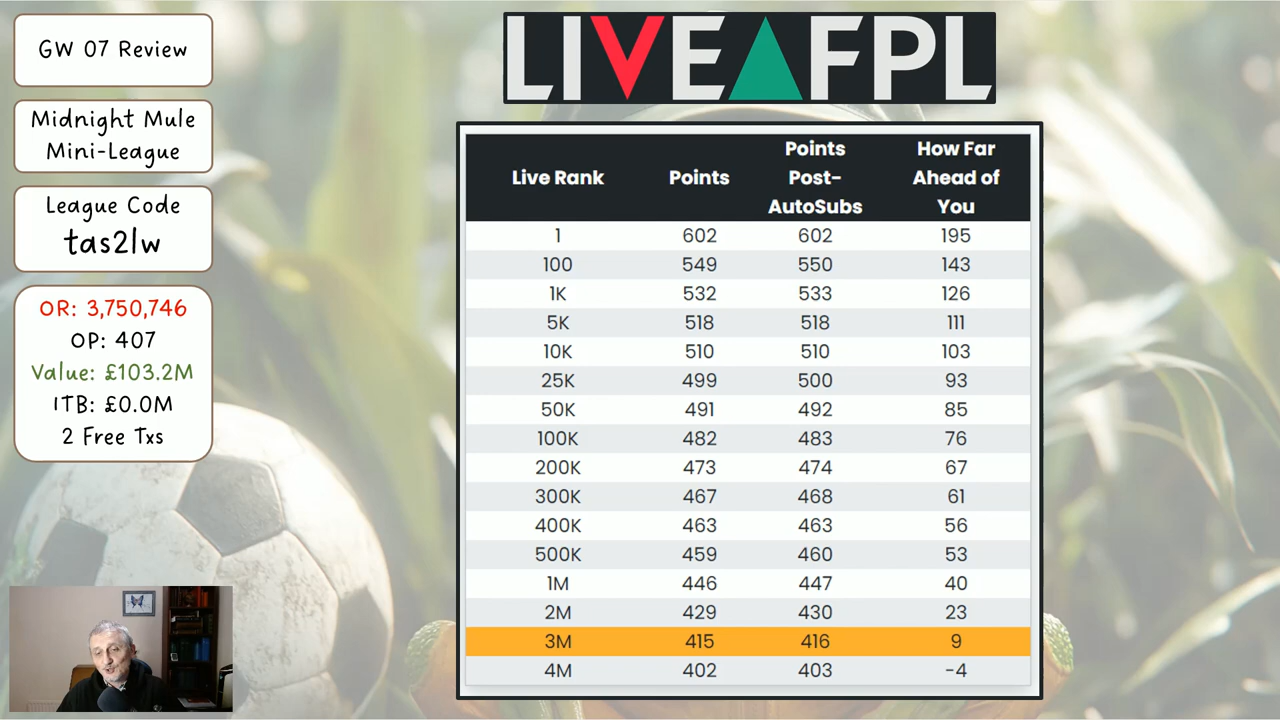 GW 07 Review
Midnight Mule
Mini-League
League Code
tas2lw
OR: 3,750,746
OP: 407
Value: £103.2M
ITB: £0.0M
2 Free Txs
LIVEFPL
Live Rank Points Points Post-AutoSubs How Far Ahead of You
1 602 602 195
100 549 550 143
1K 532 533 126
5K 518 518 111
10K 510 510 103
25K 499 500 93
50K 491 492 85
100K 482 483 76
200K 473 474 67
300K 467 468 61
400K 463 463 56
500K 459 460 53
1M 446 447 40
2M 429 430 23
3M 415 416 9
4M 402 403 -4